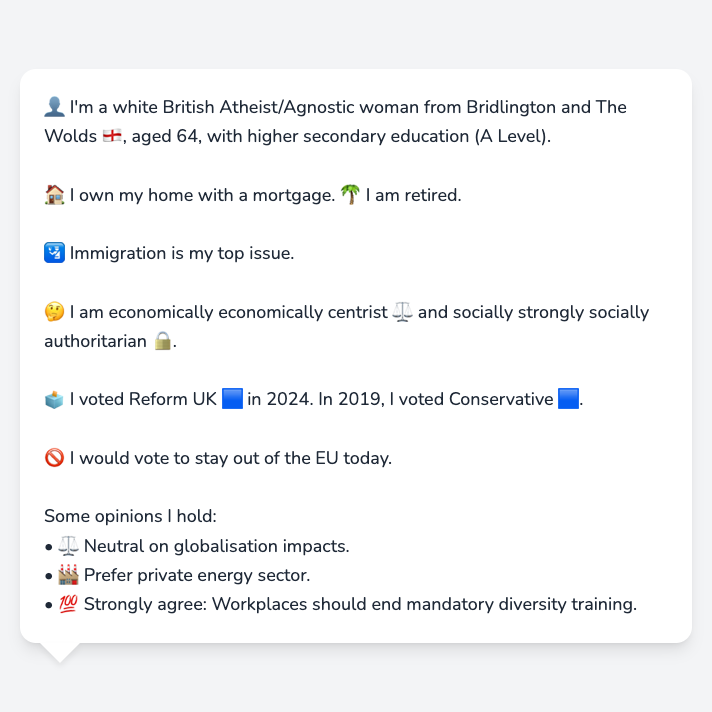 👤 I'm a white British Atheist/Agnostic woman from Bridlington and The
Wolds 🏴󠁧󠁢󠁥󠁮󠁧󠁿, aged 64, with higher secondary education (A Level).
🏠 I own my home with a mortgage. 🌴 I am retired.
🛂 Immigration is my top issue.
🤔 I am economically economically centrist ⚖️ and socially strongly socially
authoritarian 🔒.
🗳️ I voted Reform UK 🟦 in 2024. In 2019, I voted Conservative 🟦.
🚫 I would vote to stay out of the EU today.
Some opinions I hold:
• ⚖️ Neutral on globalisation impacts.
• 🏭 Prefer private energy sector.
• 💯 Strongly agree: Workplaces should end mandatory diversity training.